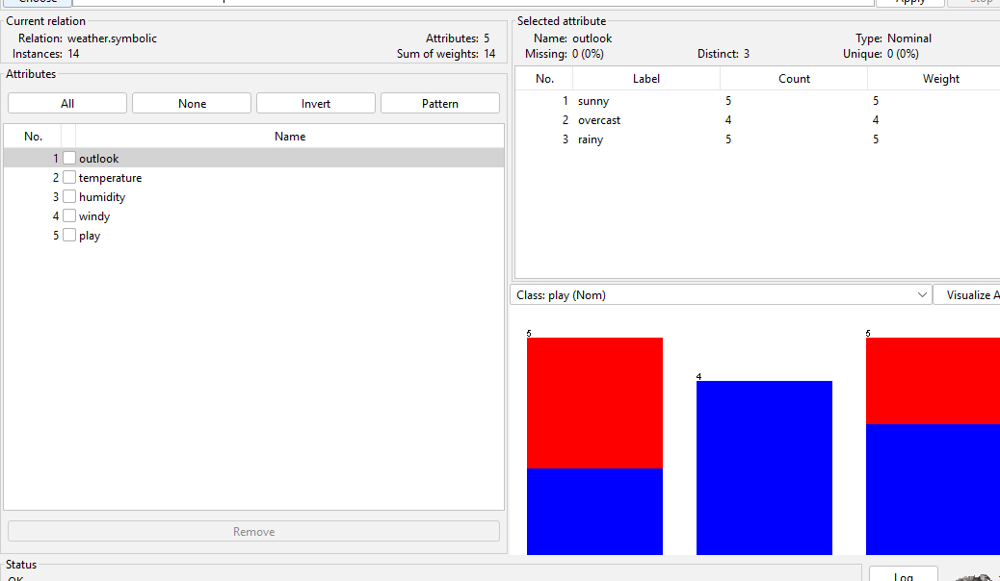 Choose
Apply
Stop
Current relation
Relation: weather.symbolic
Attributes: 5
Instances: 14
Sum of weights: 14
Attributes
All
None
Invert
Pattern
No.
Name
1 outlook
2 temperature
3 humidity
4 windy
5 play
Remove
Selected attribute
Name: outlook
Type: Nominal
Missing: 0 (0%)
Distinct: 3
Unique: 0 (0%)
No. Label Count Weight
1 sunny 5 5
2 overcast 4 4
3 rainy 5 5
Class: play (Nom)
Visualize A
5
4
5
Status
OK
Log